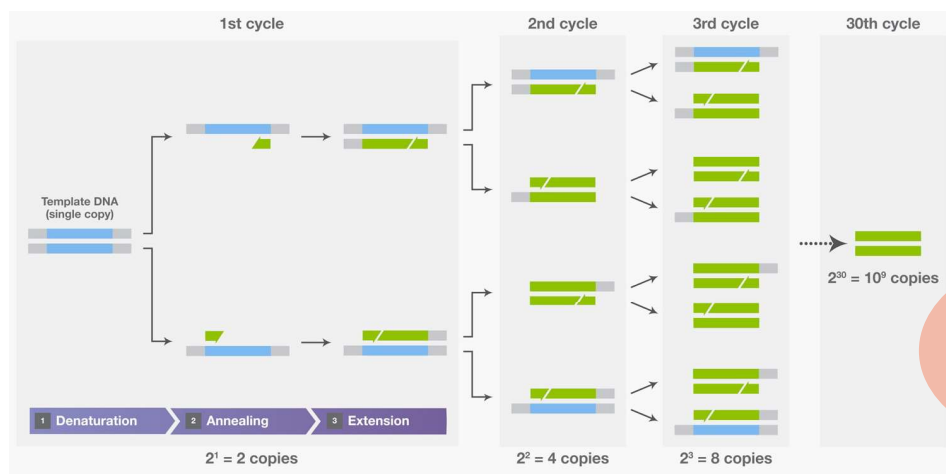 1st cycle
2nd cycle
3rd cycle
30th cycle
Template DNA
(single copy)
2³⁰ = 10⁹ copies
1 Denaturation
2 Annealing
3 Extension
2¹ = 2 copies
2² = 4 copies
2³ = 8 copies